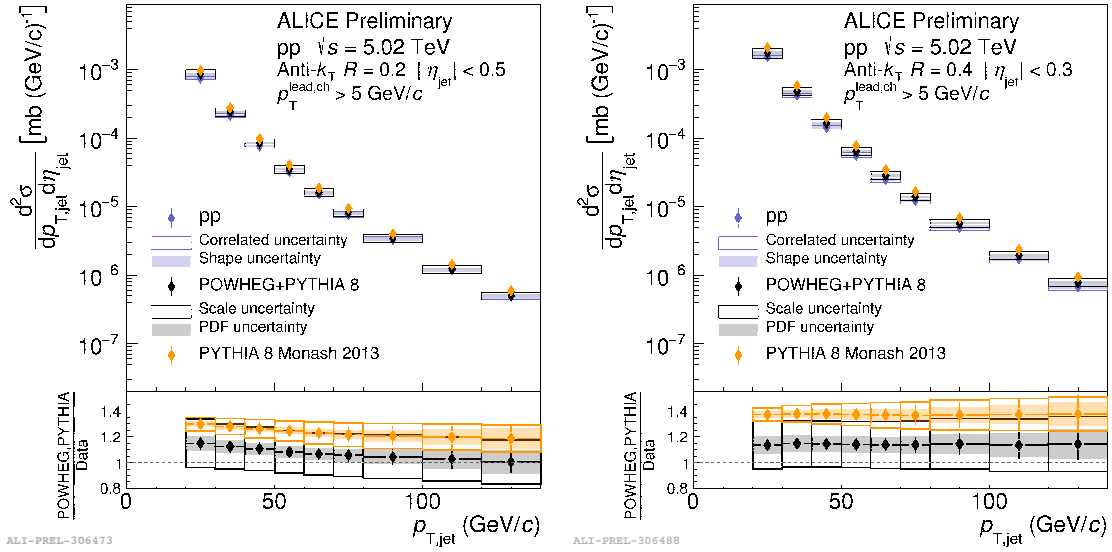 ALICE Preliminary
pp √s = 5.02 TeV
Anti-kT R = 0.2 | ηjet | < 0.5
pTlead,ch > 5 GeV/c
d²σ
dpT,jetdηjet
[mb (GeV/c)⁻¹]
10⁻³
10⁻⁴
10⁻⁵
10⁻⁶
10⁻⁷
pp
Correlated uncertainty
Shape uncertainty
POWHEG+PYTHIA 8
Scale uncertainty
PDF uncertainty
PYTHIA 8 Monash 2013
POWHEG,PYTHIA
Data
1.4
1.2
1
0.8
0 50 100
pT,jet (GeV/c)
ALI-PREL-306473
ALICE Preliminary
pp √s = 5.02 TeV
Anti-kT R = 0.4 | ηjet | < 0.3
pTlead,ch > 5 GeV/c
d²σ
dpT,jetdηjet
[mb (GeV/c)⁻¹]
10⁻³
10⁻⁴
10⁻⁵
10⁻⁶
10⁻⁷
pp
Correlated uncertainty
Shape uncertainty
POWHEG+PYTHIA 8
Scale uncertainty
PDF uncertainty
PYTHIA 8 Monash 2013
POWHEG,PYTHIA
Data
1.4
1.2
1
0.8
0 50 100
pT,jet (GeV/c)
ALI-PREL-306488